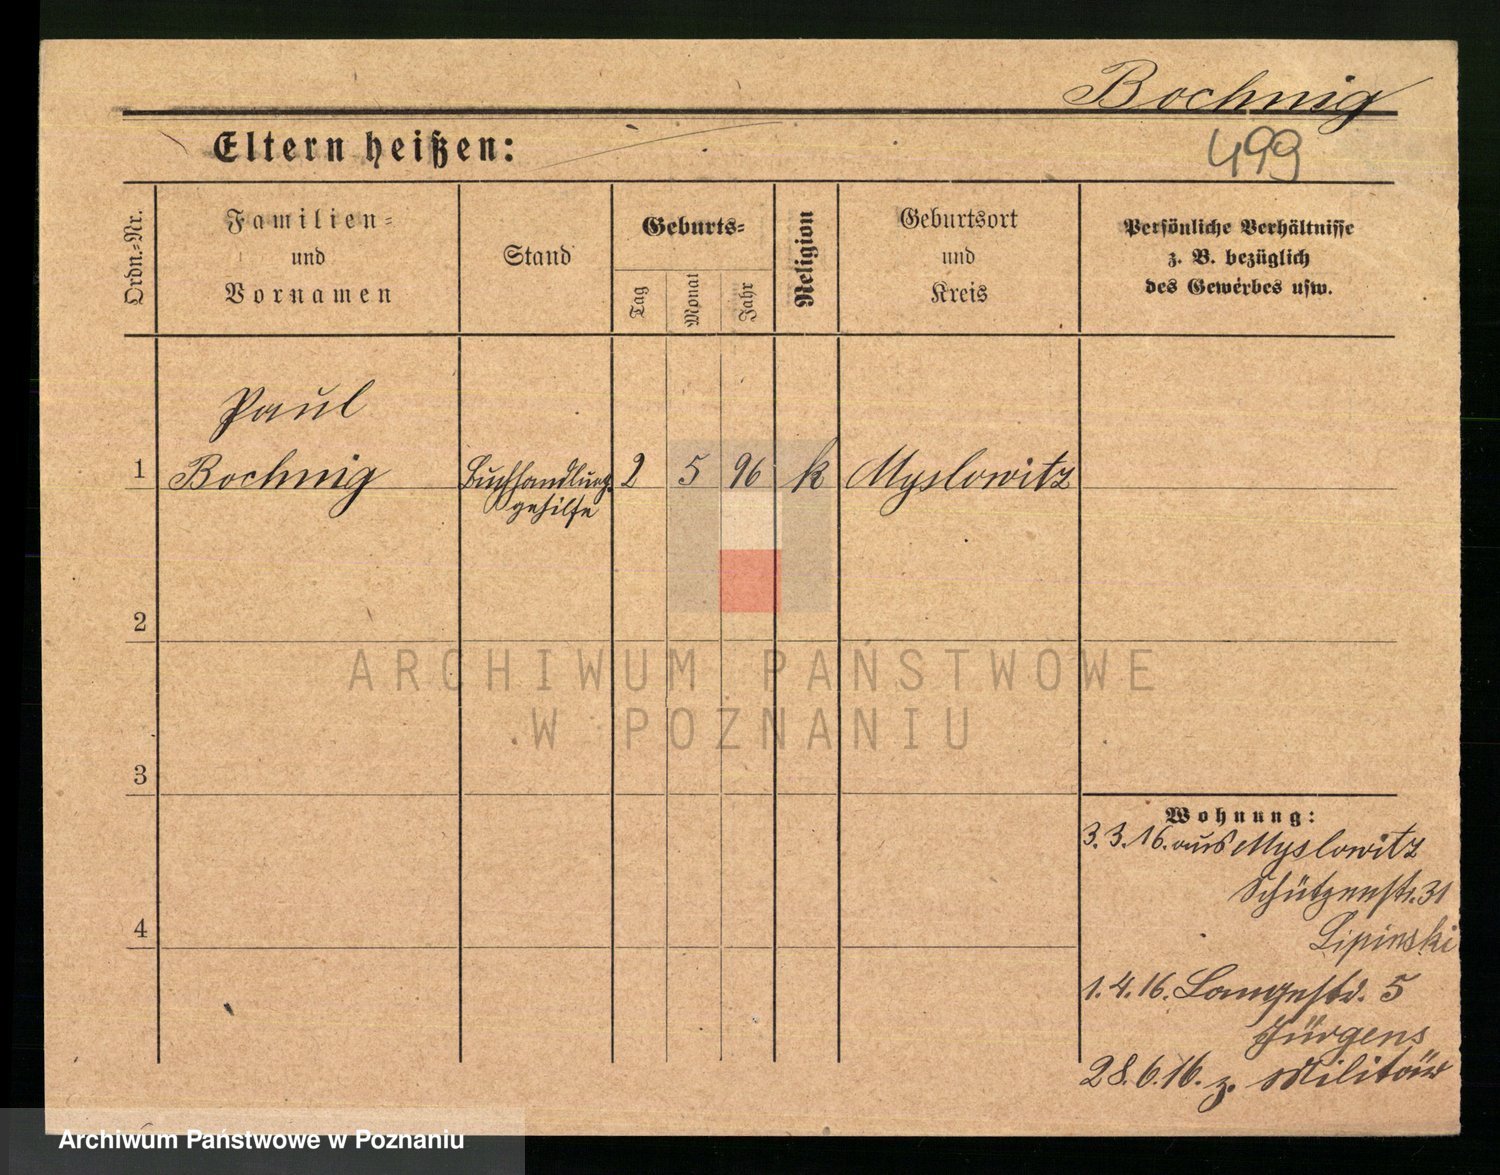 Bochnig
499
Eltern heißen:
Ordn.-Nr.
Familien-
und
Vornamen
Stand
Geburts-
Tag
Monat
Jahr
Religion
Geburtsort
und
Kreis
Persönliche Verhältnisse
z. B. bezüglich
des Gewerbes usw.
Paul
1 Bochnig Buchhandlungs- 2 5 96 k Myslowitz
gehilfe
2
ARCHIWUM PAŃSTWOWE
W POZNANIU
3
Wohnung:
3.3.16. aus Myslowitz
Schützenstr. 31
Lipinski
4
1.4.16. Langestr. 5
Jürgens
28.6.16. z. Militär
Archiwum Państwowe w Poznaniu